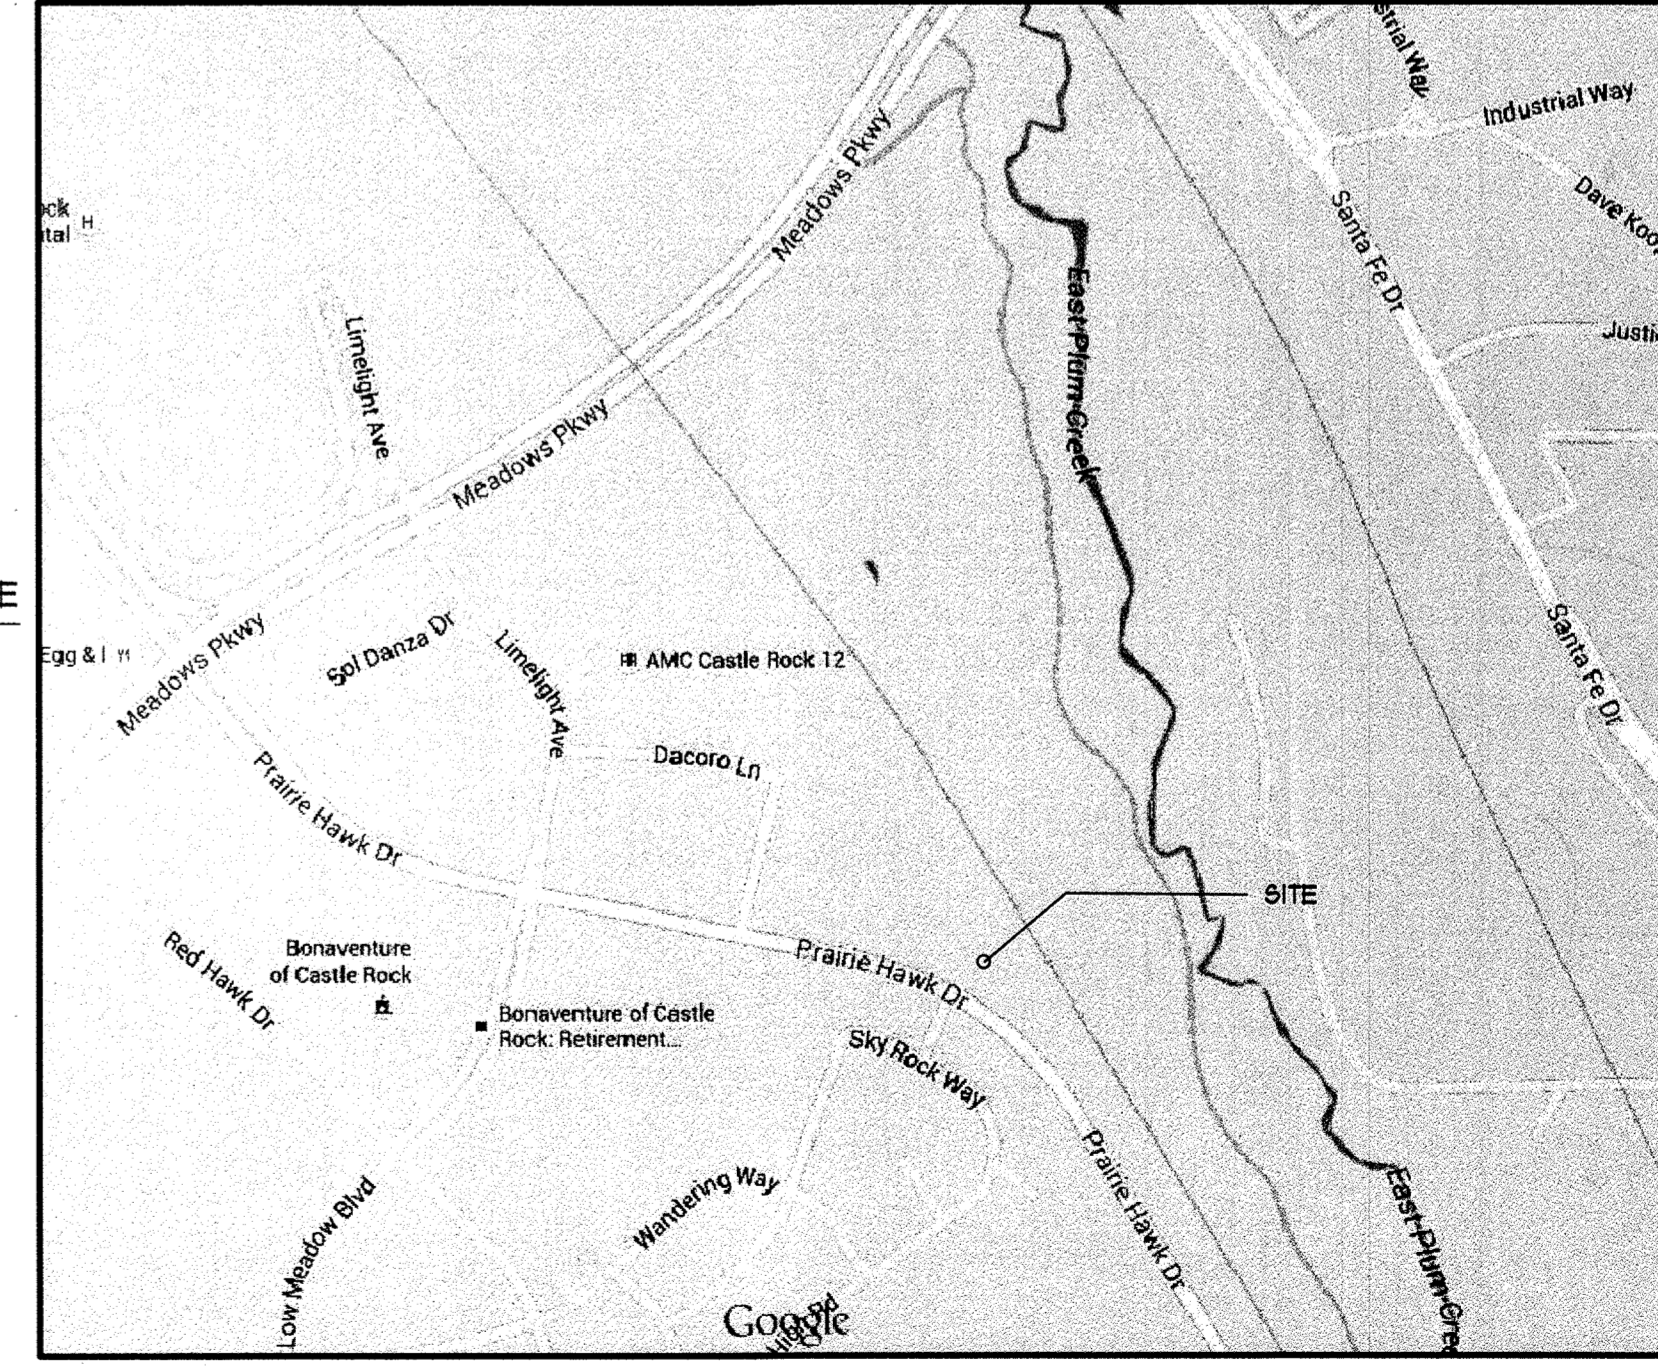 Industrial Way
Meadows Pkwy
Santa Fe Dr
H
East Plum Creek
Limelight Ave
Meadows Pkwy
Meadows Pkwy
Sol Danza Dr
Limelight Ave
AMC Castle Rock 12
Santa Fe Dr
Dacoro Ln
Prairie Hawk Dr
SITE
Red Hawk Dr
Bonaventure
of Castle Rock
Prairie Hawk Dr
Bonaventure of Castle
Rock: Retirement...
Sky Rock Way
Prairie Hawk Dr
Wandering Way
Low Meadow Blvd
East Plum
Google